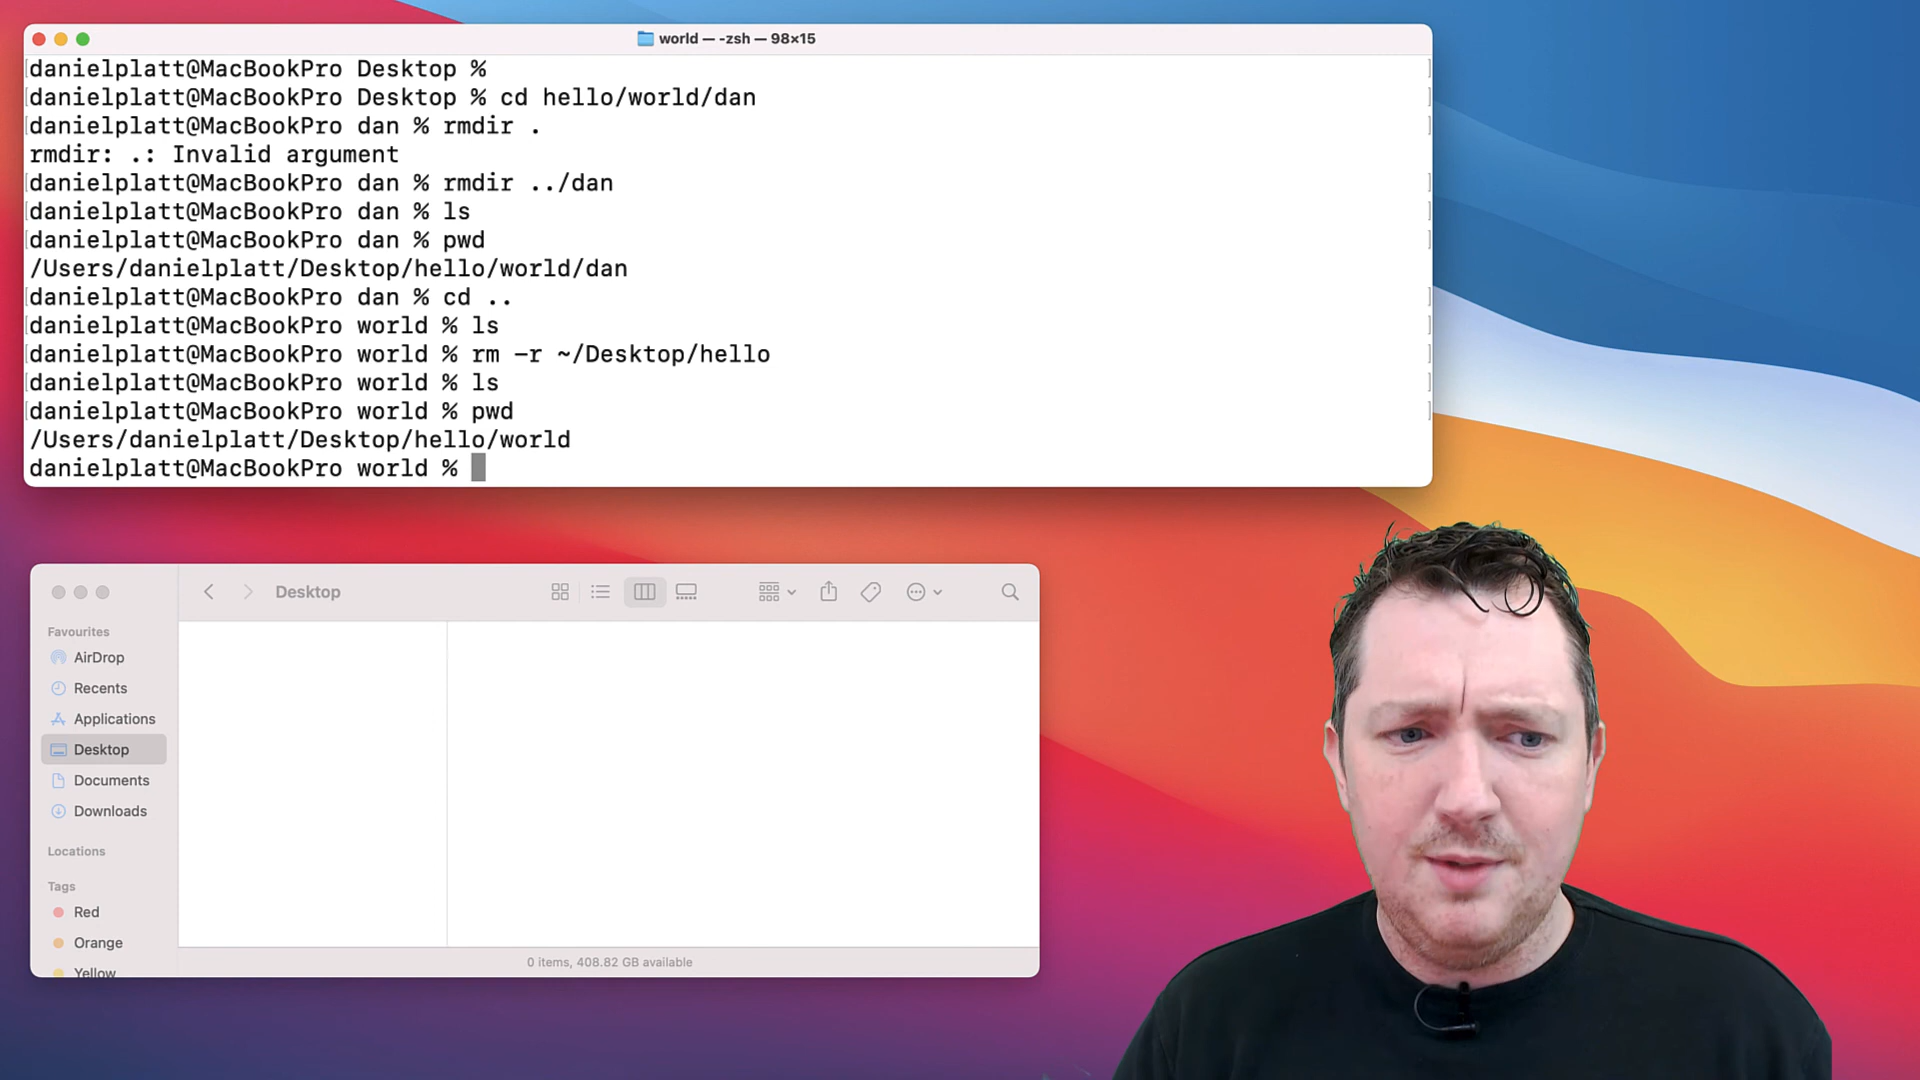 world — -zsh — 98×15
danielplatt@MacBookPro Desktop %
danielplatt@MacBookPro Desktop % cd hello/world/dan
danielplatt@MacBookPro dan % rmdir .
rmdir: .: Invalid argument
danielplatt@MacBookPro dan % rmdir ../dan
danielplatt@MacBookPro dan % ls
danielplatt@MacBookPro dan % pwd
/Users/danielplatt/Desktop/hello/world/dan
danielplatt@MacBookPro dan % cd ..
danielplatt@MacBookPro world % ls
danielplatt@MacBookPro world % rm -r ~/Desktop/hello
danielplatt@MacBookPro world % ls
danielplatt@MacBookPro world % pwd
/Users/danielplatt/Desktop/hello/world
danielplatt@MacBookPro world %
Desktop
Favourites
AirDrop
Recents
Applications
Desktop
Documents
Downloads
Locations
Tags
Red
Orange
Yellow
0 items, 408.82 GB available